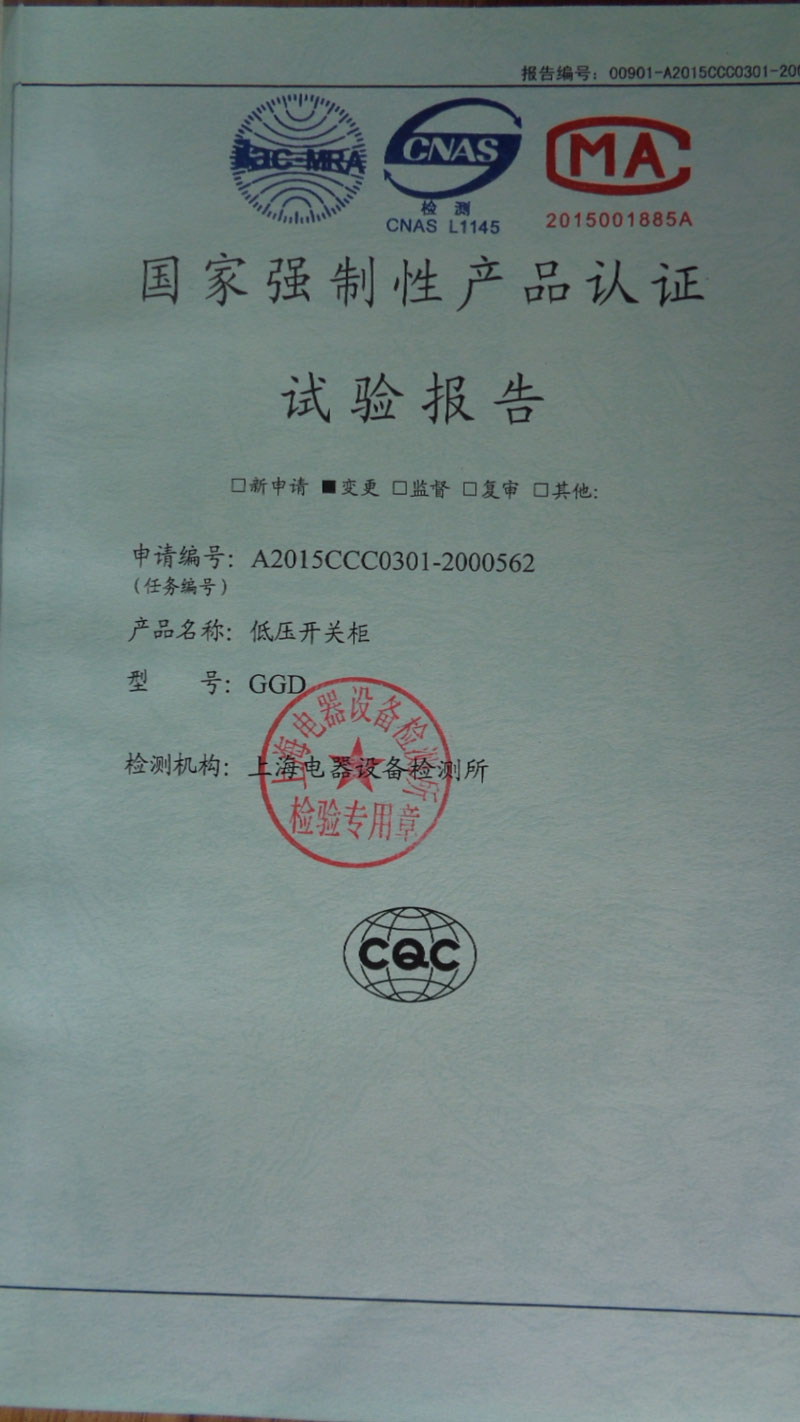 报告编号：00901-A2015CCC0301-200
ilac-MRA
CNAS
检 测
CNAS L1145
MA
2015001885A
国家强制性产品认证
试验报告
□新申请 ■变更 □监督 □复审 □其他:
申请编号: A2015CCC0301-2000562
(任务编号)
产品名称: 低压开关柜
型 号: GGD
检测机构: 上海电器设备检测所
上海电器设备检测所
检验专用章
CQC